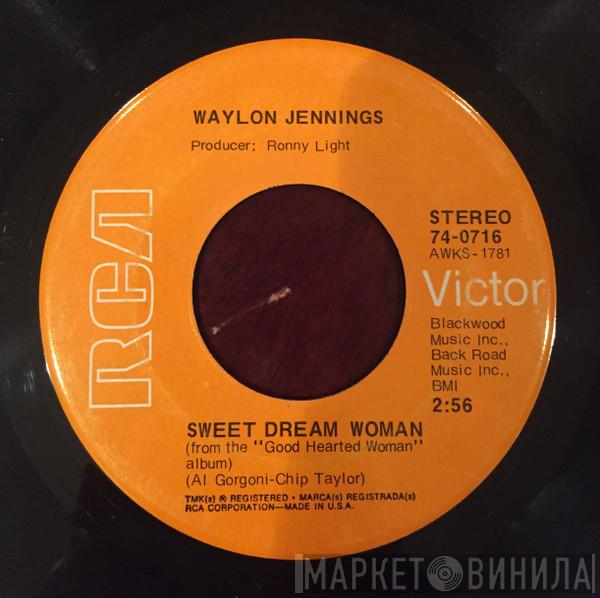 WAYLON JENNINGS
Producer: Ronny Light
RCA
STEREO
74-0716
AWKS-1781
Victor
Blackwood
Music Inc.,
Back Road
Music Inc.,
BMI
2:56
SWEET DREAM WOMAN
(from the "Good Hearted Woman"
album)
(Al Gorgoni-Chip Taylor)
TMK(s) ® REGISTERED • MARCA(s) REGISTRADA(s)
RCA CORPORATION—MADE IN U.S.A.
МАРКЕТ ВИНИЛА